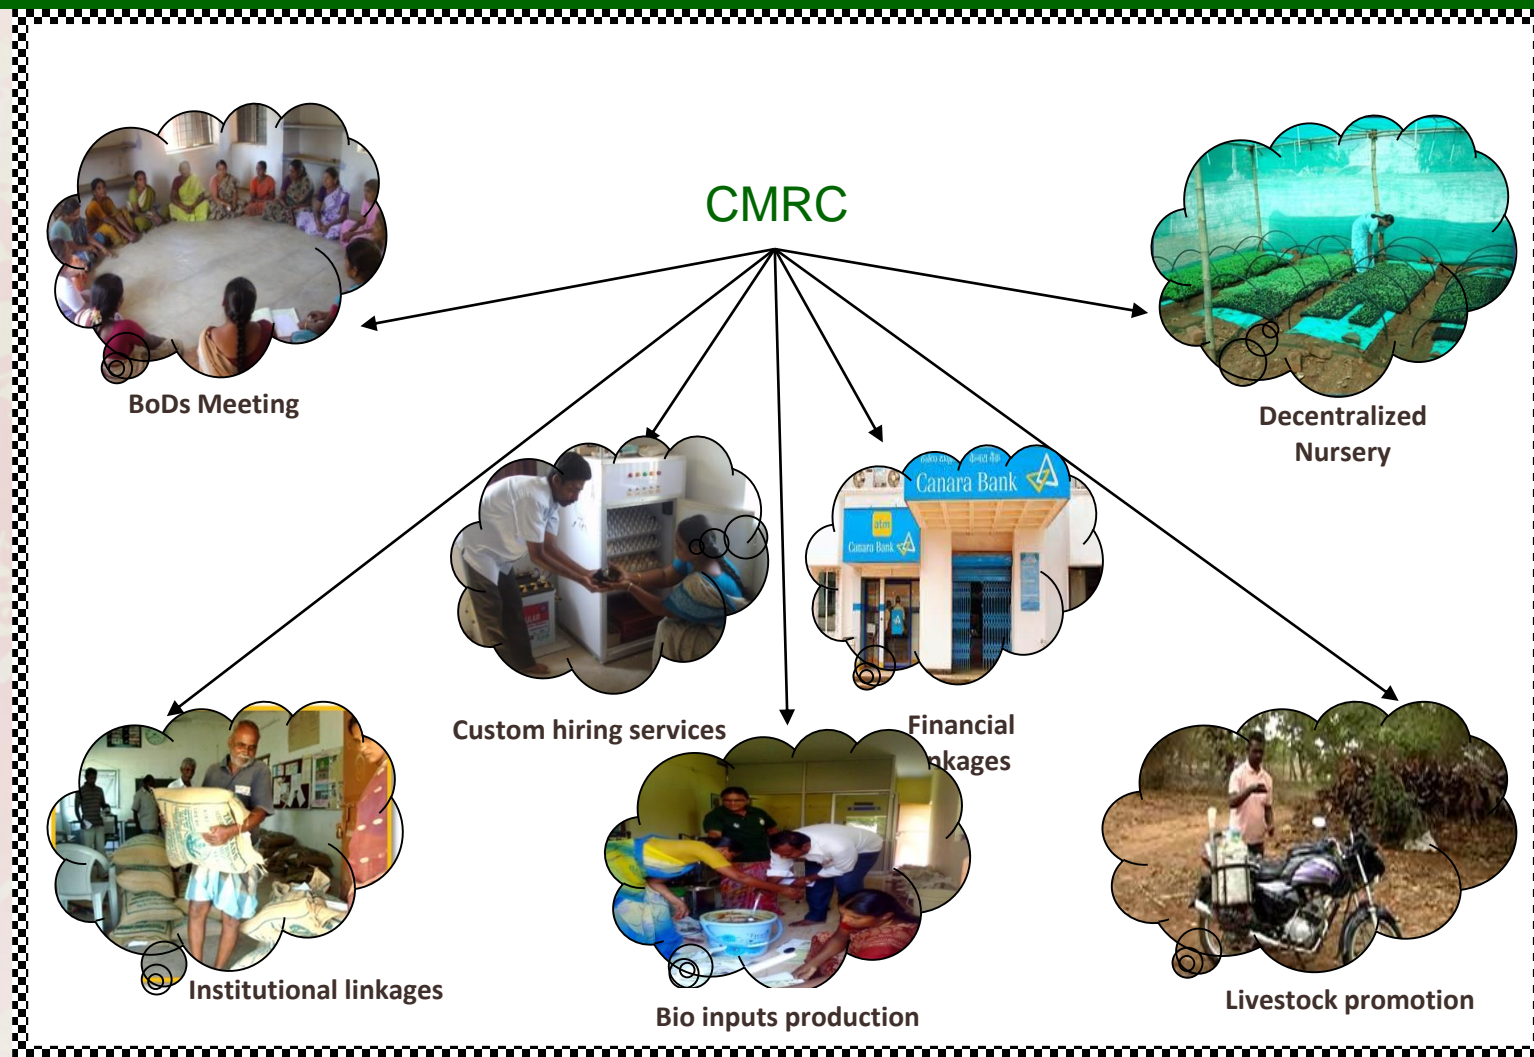 CMRC
BoDs Meeting
Decentralized
Nursery
केनरा बैंक
Canara Bank
atm
Canara Bank
Custom hiring services
Financial
nkages
Institutional linkages
Bio inputs production
Livestock promotion